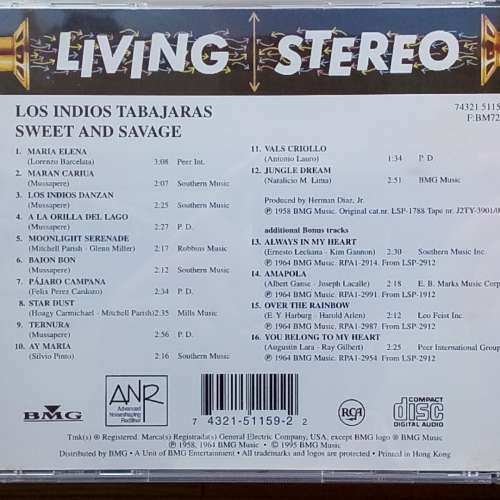 LIVING STEREO
LOS INDIOS TABAJARAS
SWEET AND SAVAGE
74321 5115
F:BM72
1. MARIA ELENA
(Lorenzo Barcelata) 3:08 Peer Int.
2. MARAN CARIUA
(Mussapere) 2:07 Southern Music
3. LOS INDIOS DANZAN
(Mussapere) 2:25 Southern Music
4. A LA ORILLA DEL LAGO
(Mussapere) 2:27 P. D.
5. MOONLIGHT SERENADE
(Mitchell Parish - Glenn Miller) 2:17 Robbins Music
6. BAION BON
(Mussapere) 2:12 Southern Music
7. PÁJARO CAMPANA
(Felix Perez Cardozo) 2:34 P.D.
8. STAR DUST
(Hoagy Carmichael - Mitchell Parish) 2:35 Mills Music
9. TERNURA
(Mussapere) 2:56 P. D.
10. AY MARIA
(Silvio Pinto) 2:16 Southern Music
11. VALS CRIOLLO
(Antonio Lauro) 1:34 P. D
12. JUNGLE DREAM
(Natalicio M. Lima) 2:51 BMG Music
Produced by Herman Diaz, Jr.
℗ 1958 BMG Music. Original cat.nr. LSP-1788 Tape nr. J2TY-3901/
additional Bonus tracks
13. ALWAYS IN MY HEART
(Ernesto Lecuona - Kim Gannon) 2:30 Southern Music Inc.
℗ 1964 BMG Music. RPA1-2914. From LSP-2912
14. AMAPOLA
(Albert Gamse - Joseph Lacalle) 2:18 E. B. Marks Music Corp
℗ 1964 BMG Music. RPA1-2991. From LSP-1912
15. OVER THE RAINBOW
(E. Y. Harburg - Harold Arlen) 2:12 Leo Feist Inc
℗ 1964 BMG Music. RPA1-2987. From LSP-2912
16. YOU BELONG TO MY HEART
(Augustin Lara - Ray Gilbert) 2:25 Peer International Group
℗ 1964 BMG Music. RPA1-2954 From LSP-2912
BMG
ANR
Advanced
Noiseshaping
Rectifier
7 4321-51159-2 2
RCA
COMPACT
disc
DIGITAL AUDIO
Tmk(s) ® Registered. Marca(s) Registrada(s) General Electric Company, USA, except BMG logo ® BMG Music
℗ 1958, 1964 BMG Music. © 1995 BMG Music
Distributed by BMG • A Unit of BMG Entertainment • All trademarks and logos are protected. • Printed in Hong Kong